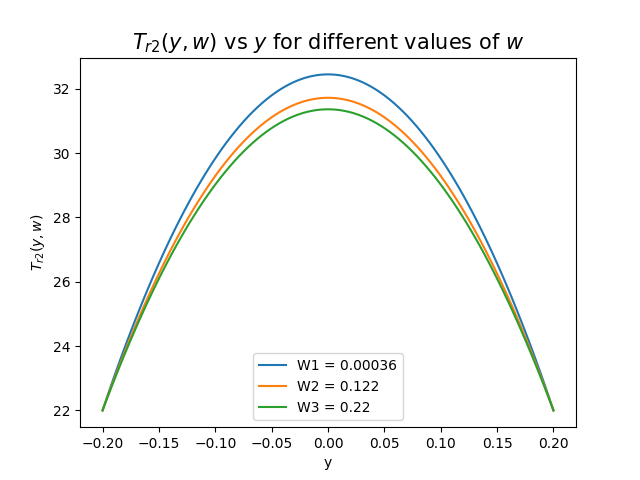 T_{r2}(y, w) vs y for different values of w
T_{r2}(y, w)
32
30
28
26
24
22
W1 = 0.00036
W2 = 0.122
W3 = 0.22
−0.20 −0.15 −0.10 −0.05 0.00 0.05 0.10 0.15 0.20
y